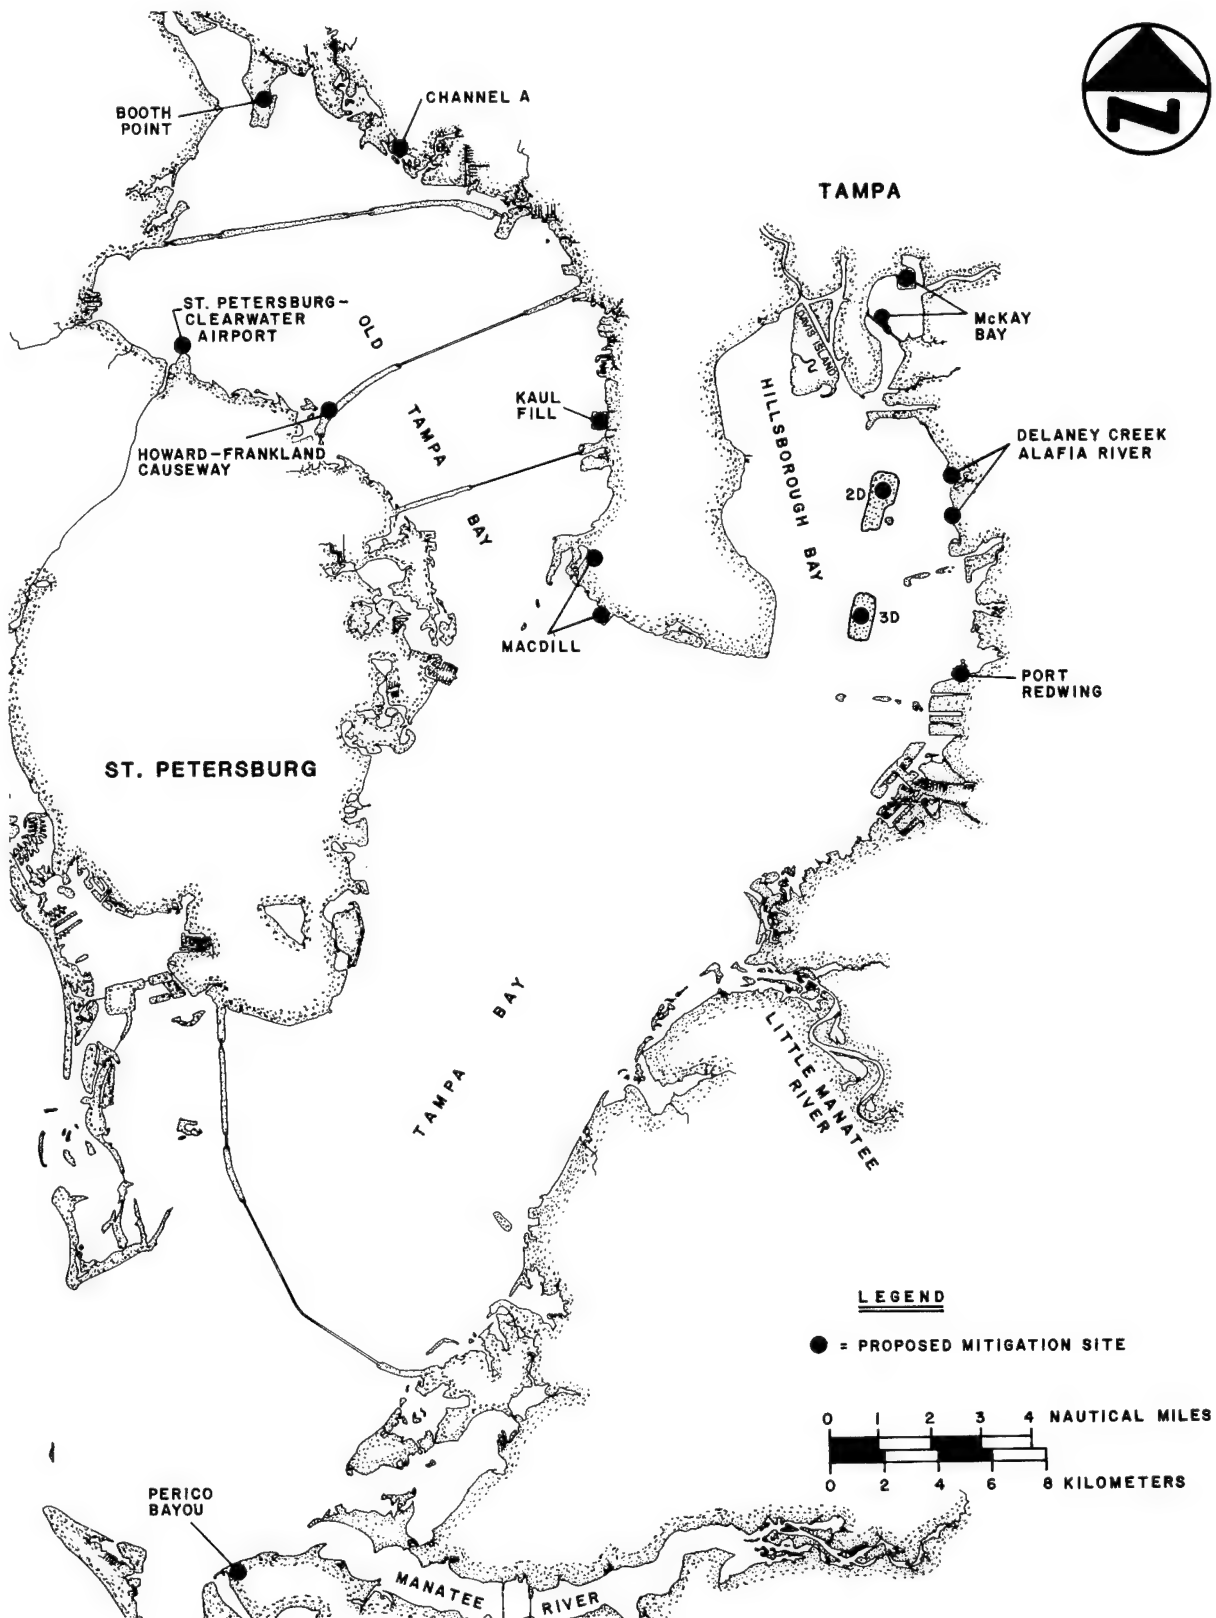 CHANNEL A
BOOTH
POINT
N
TAMPA
ST. PETERSBURG-
CLEARWATER
AIRPORT
OLD
TAMPA
BAY
DAVIS ISLAND
McKAY
BAY
KAUL
FILL
HOWARD-FRANKLAND
CAUSEWAY
HILLSBOROUGH BAY
DELANEY CREEK
ALAFIA RIVER
2D
3D
MACDILL
PORT
REDWING
ST. PETERSBURG
TAMPA BAY
LITTLE MANATEE
RIVER
LEGEND
= PROPOSED MITIGATION SITE
0 1 2 3 4 NAUTICAL MILES
0 2 4 6 8 KILOMETERS
PERICO
BAYOU
MANATEE RIVER